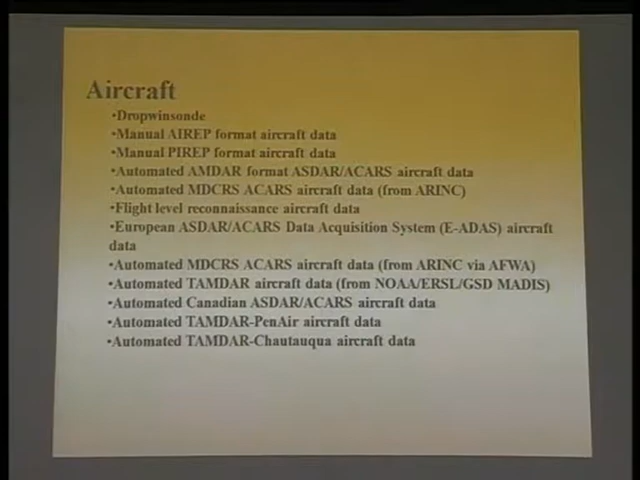 Aircraft
•Dropwinsonde
•Manual AIREP format aircraft data
•Manual PIREP format aircraft data
•Automated AMDAR format ASDAR/ACARS aircraft data
•Automated MDCRS ACARS aircraft data (from ARINC)
•Flight level reconnaissance aircraft data
•European ASDAR/ACARS Data Acquisition System (E-ADAS) aircraft
data
•Automated MDCRS ACARS aircraft data (from ARINC via AFWA)
•Automated TAMDAR aircraft data (from NOAA/ERSL/GSD MADIS)
•Automated Canadian ASDAR/ACARS aircraft data
•Automated TAMDAR-PenAir aircraft data
•Automated TAMDAR-Chautauqua aircraft data